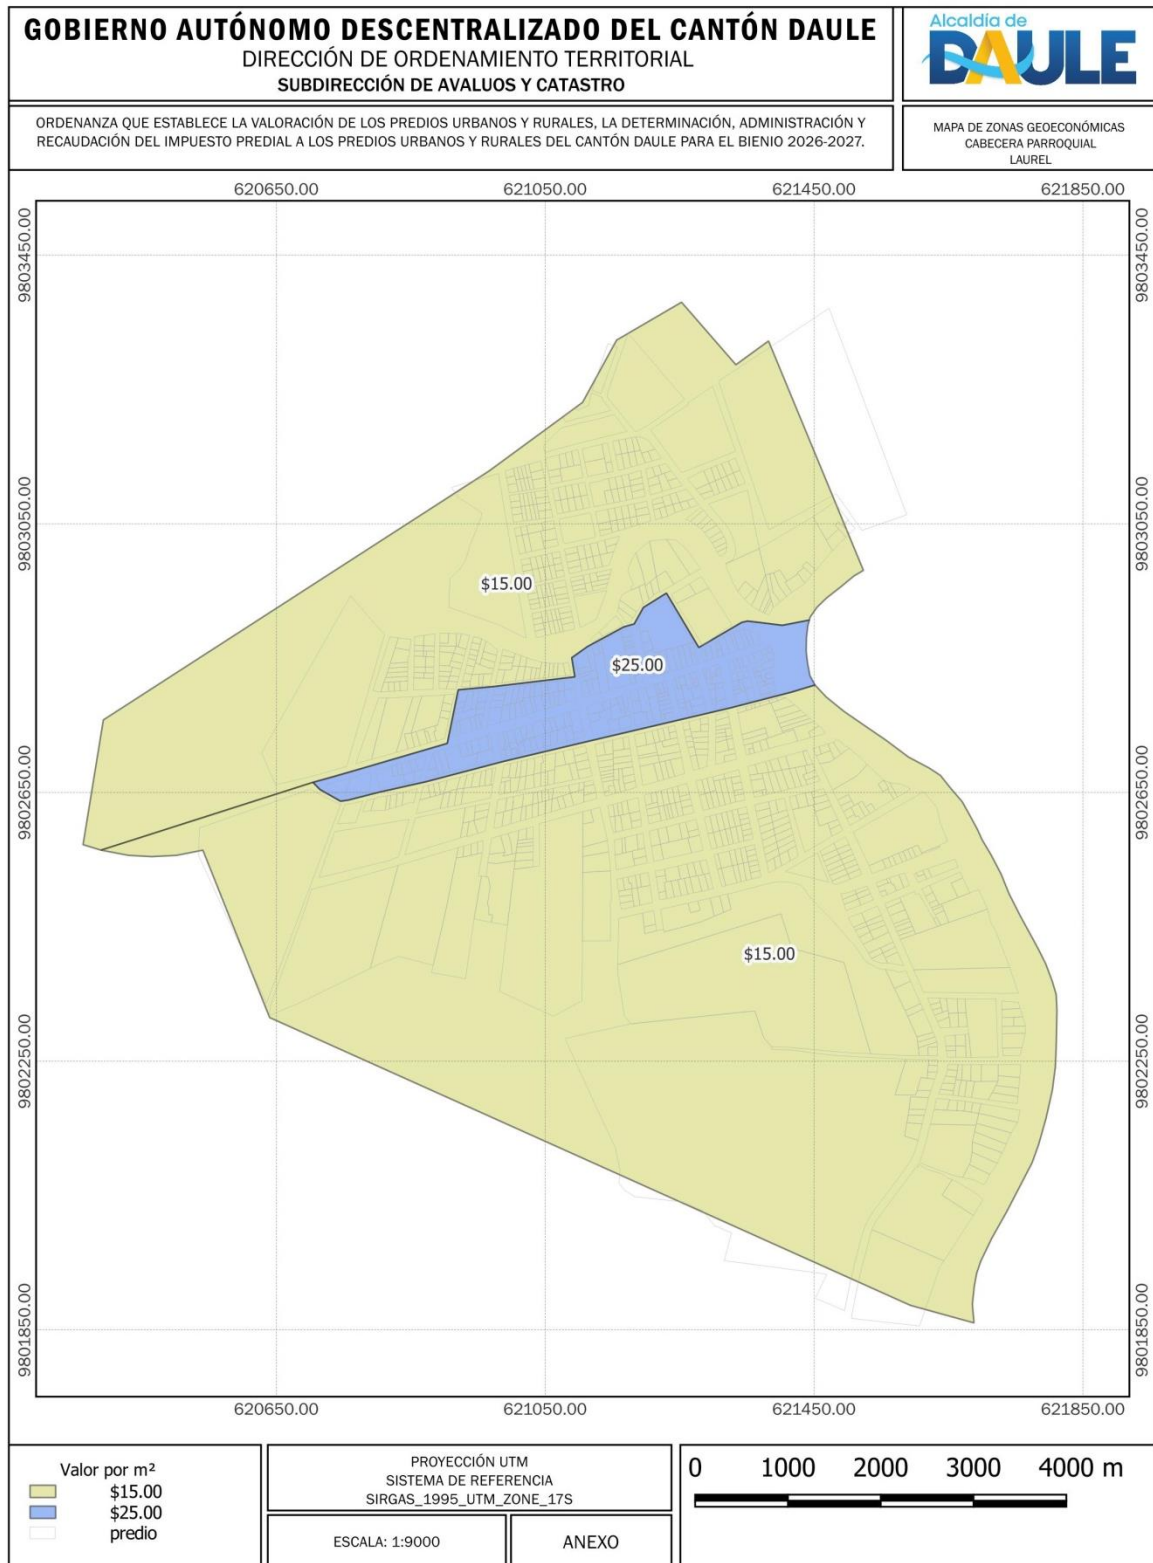 GOBIERNO AUTÓNOMO DESCENTRALIZADO DEL CANTÓN DAULE
DIRECCIÓN DE ORDENAMIENTO TERRITORIAL
SUBDIRECCIÓN DE AVALUOS Y CATASTRO
Alcaldía de
DAULE
ORDENANZA QUE ESTABLECE LA VALORACIÓN DE LOS PREDIOS URBANOS Y RURALES, LA DETERMINACIÓN, ADMINISTRACIÓN Y
RECAUDACIÓN DEL IMPUESTO PREDIAL A LOS PREDIOS URBANOS Y RURALES DEL CANTÓN DAULE PARA EL BIENIO 2026-2027.
MAPA DE ZONAS GEOECONÓMICAS
CABECERA PARROQUIAL
LAUREL
620650.00 621050.00 621450.00 621850.00
9803450.00 9803450.00
9803050.00 9803050.00
$15.00
$25.00
9802650.00 9802650.00
$15.00
9802250.00 9802250.00
9801850.00 9801850.00
620650.00 621050.00 621450.00 621850.00
Valor por m²
$15.00
$25.00
predio
PROYECCIÓN UTM
SISTEMA DE REFERENCIA
SIRGAS_1995_UTM_ZONE_17S
ESCALA: 1:9000
ANEXO
0 1000 2000 3000 4000 m